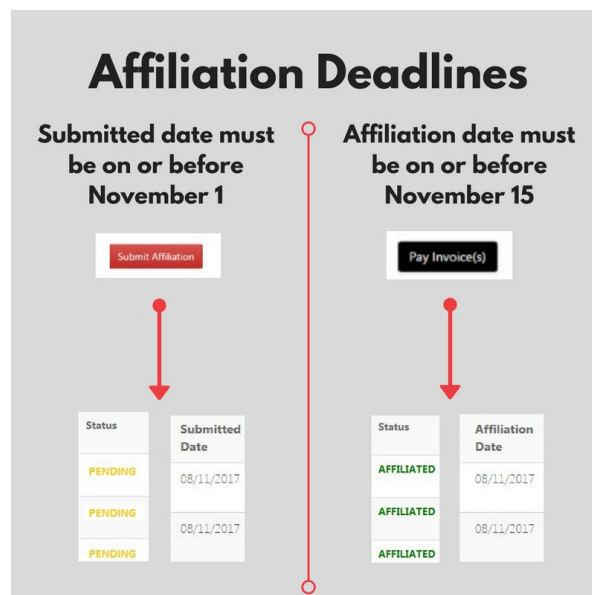 Affiliation Deadlines
Submitted date must
be on or before
November 1
Submit Affiliation
Status
Submitted
Date
PENDING
08/11/2017
PENDING
08/11/2017
PENDING
Affiliation date must
be on or before
November 15
Pay Invoice(s)
Status
Affiliation
Date
AFFILIATED
08/11/2017
AFFILIATED
08/11/2017
AFFILIATED